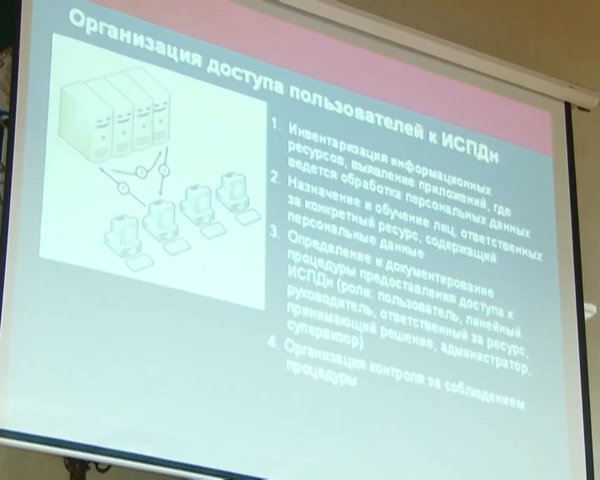 Организация доступа пользователей к ИСПДн
1. Инвентаризация информационных
ресурсов, выявление приложений, где
ведется обработка персональных данных
2. Назначение и обучение лиц, ответственных
за конкретный ресурс, содержащий
персональные данные
3. Определение и документирование
процедуры предоставления доступа к
ИСПДн (роли: пользователь, линейный
руководитель, ответственный за ресурс,
принимающий решение, администратор,
супервизор)
4. Организация контроля за соблюдением
процедуры